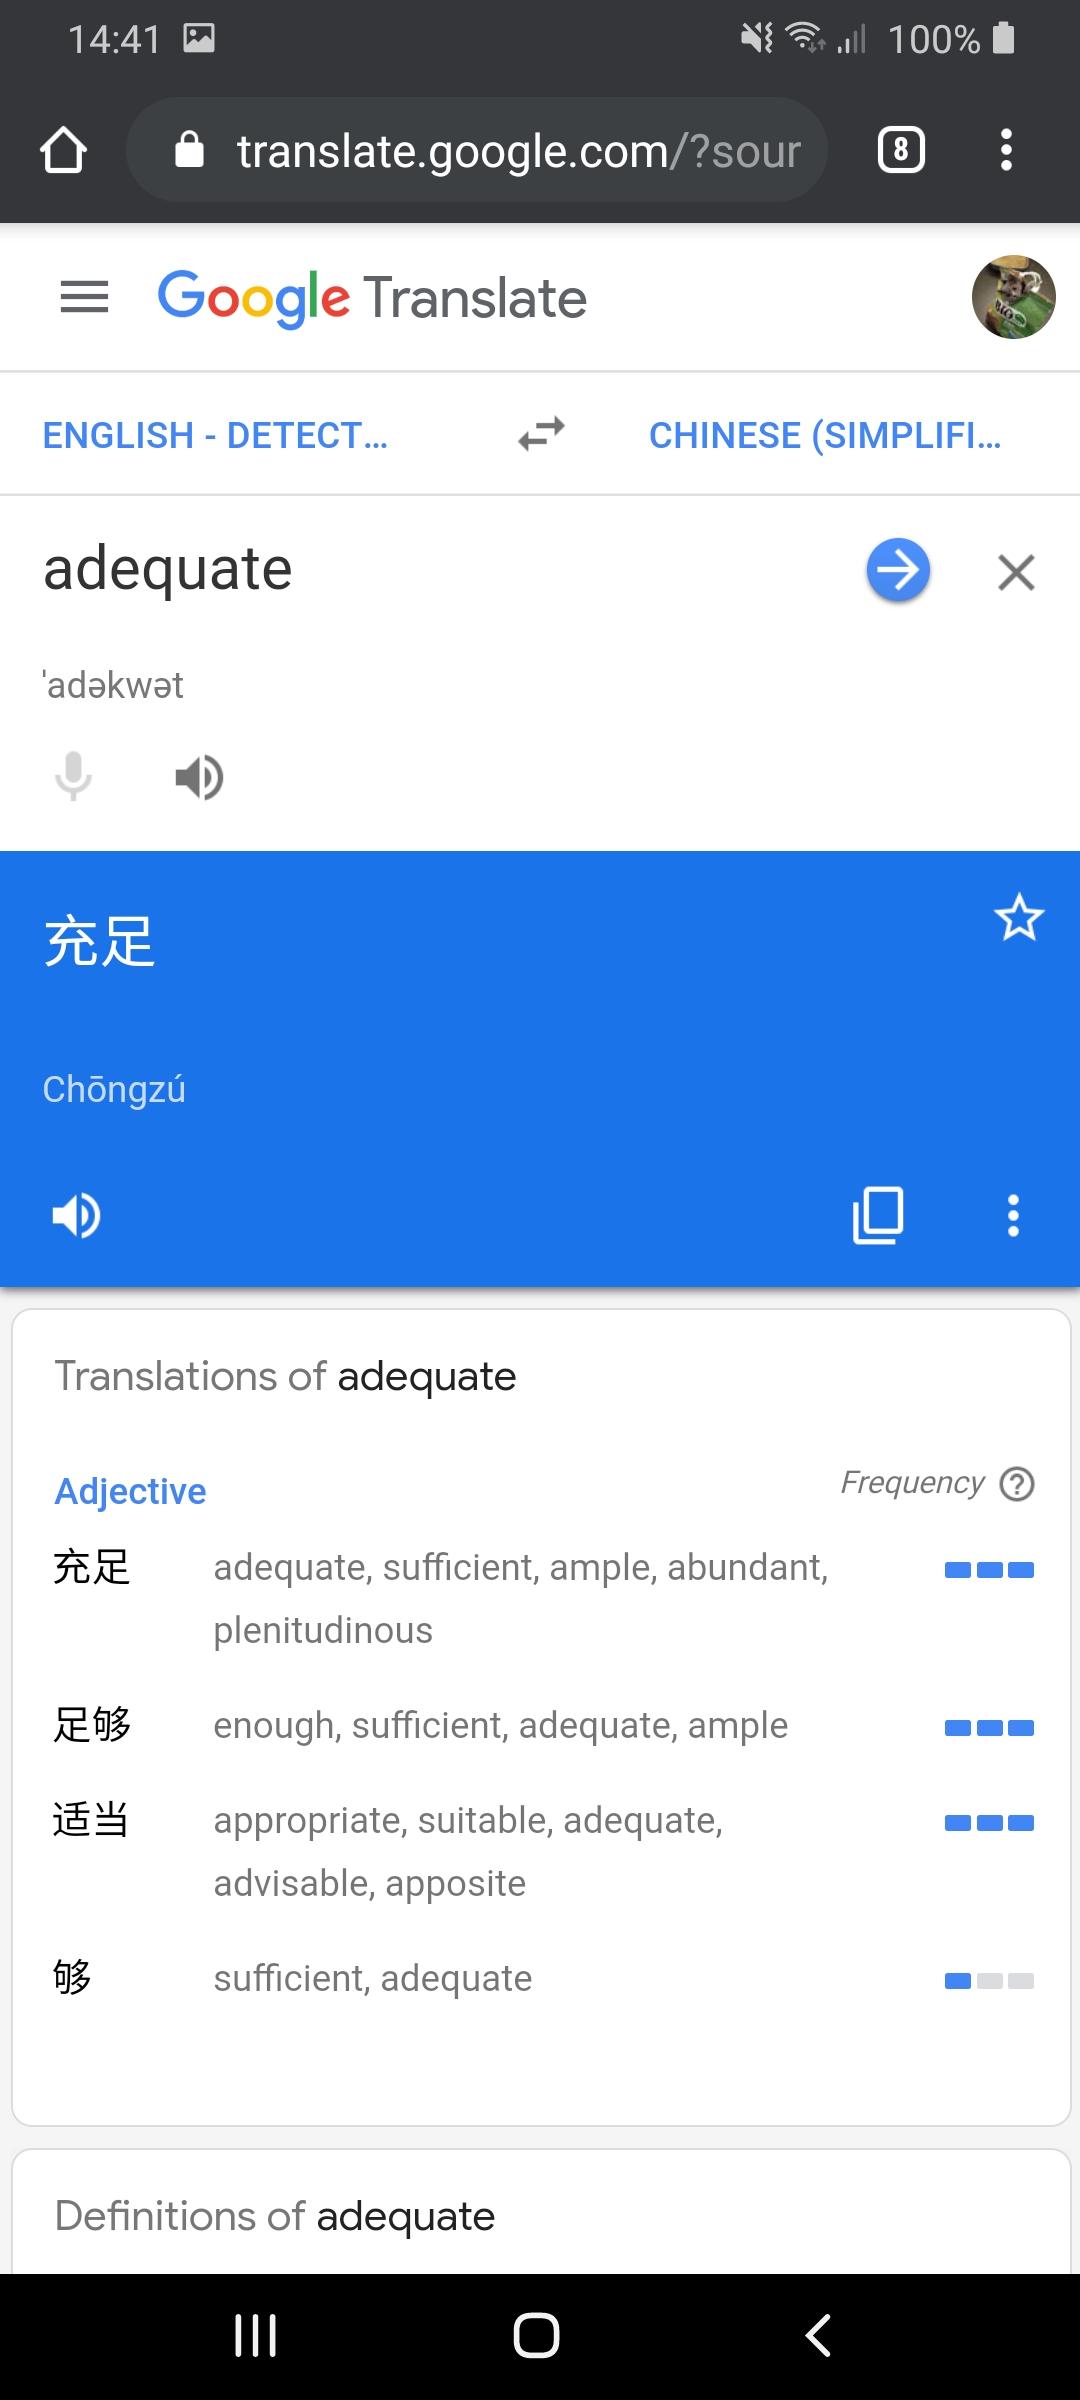 14:41 100%
translate.google.com/?sour 8
Google Translate
ENGLISH - DETECT... CHINESE (SIMPLIFI...
adequate
ˈadəkwət
充足
Chōngzú
Translations of adequate
Adjective Frequency
充足 adequate, sufficient, ample, abundant,
plenitudinous
足够 enough, sufficient, adequate, ample
适当 appropriate, suitable, adequate,
advisable, apposite
够 sufficient, adequate
Definitions of adequate